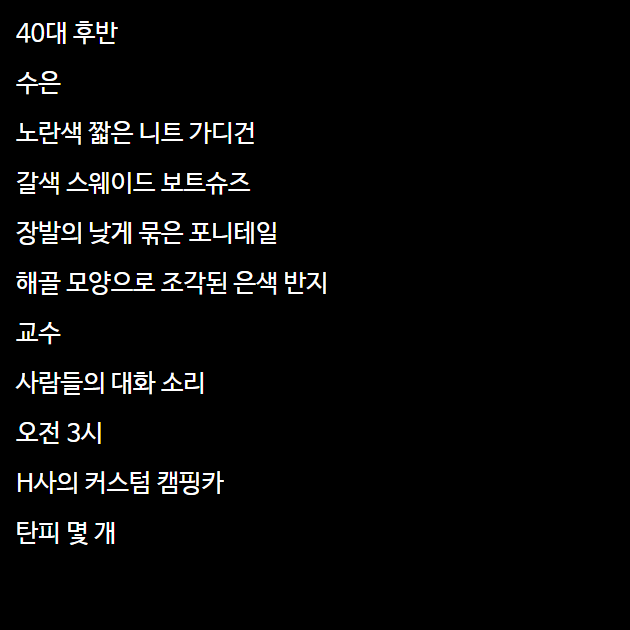 40대 후반
수은
노란색 짧은 니트 가디건
갈색 스웨이드 보트슈즈
장발의 낮게 묶은 포니테일
해골 모양으로 조각된 은색 반지
교수
사람들의 대화 소리
오전 3시
H사의 커스텀 캠핑카
탄피 몇 개